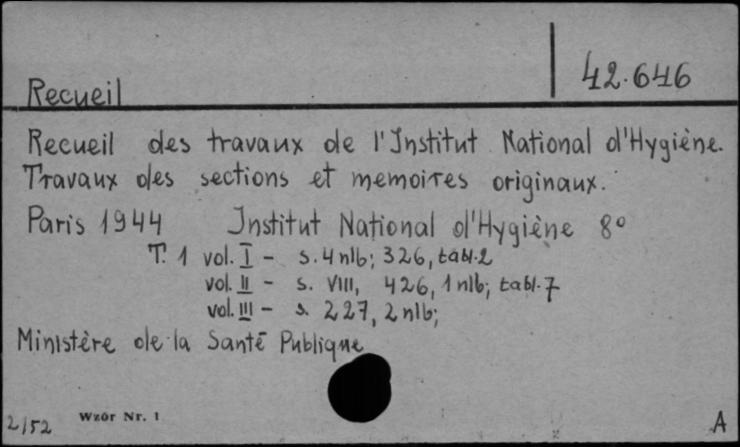 42.646
Recueil
Recueil des travaux de l'Institut National d'Hygiène.
Travaux des sections et memoires originaux.
Paris 1944 Institut National d'Hygiène 8°
T. 1 vol. I - s. 4 nlb; 326, tabl. 2
vol. II - s. VIII, 426, 1 nlb; tabl. 7
vol. III - s. 227, 2 nlb;
Ministère de la Santé Publique
2/52 Wzór Nr. 1 A